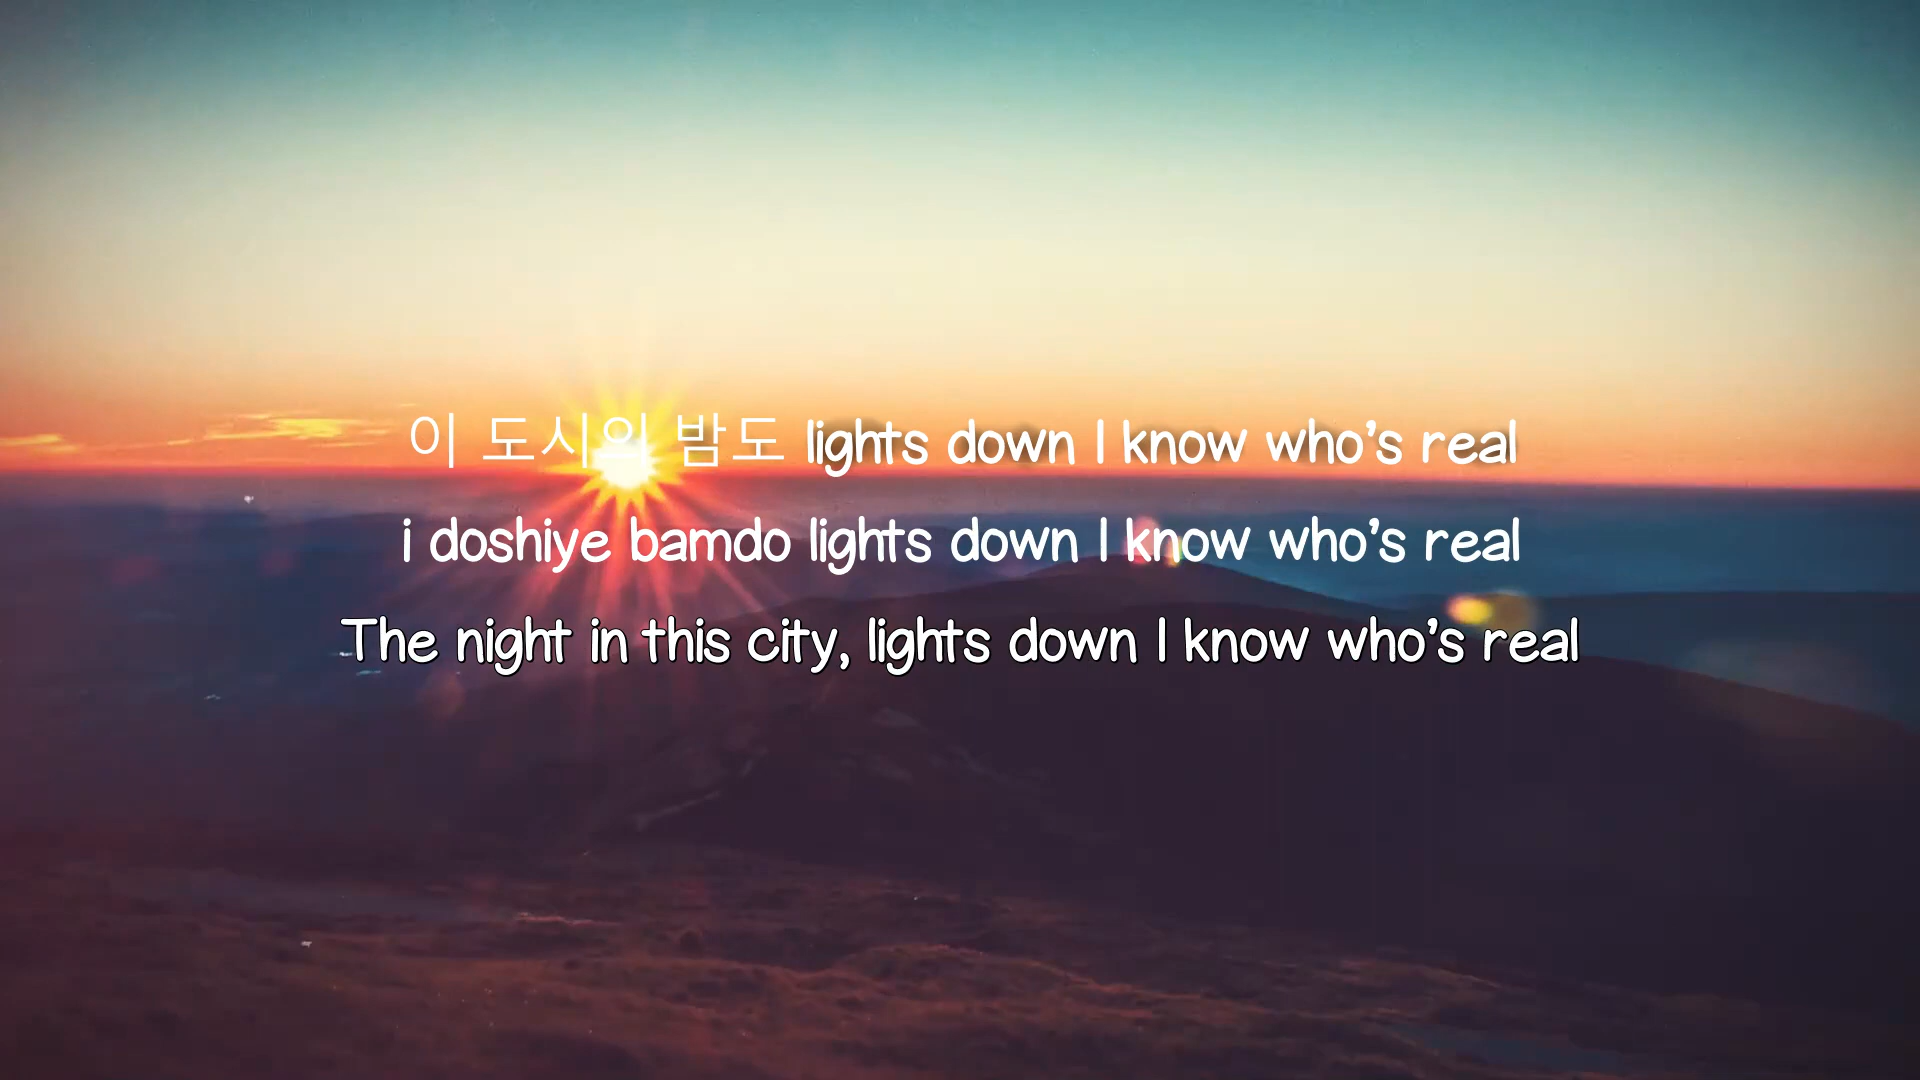 이 도시의 밤도 lights down I know who's real
i doshiye bamdo lights down I know who's real
The night in this city, lights down I know who's real